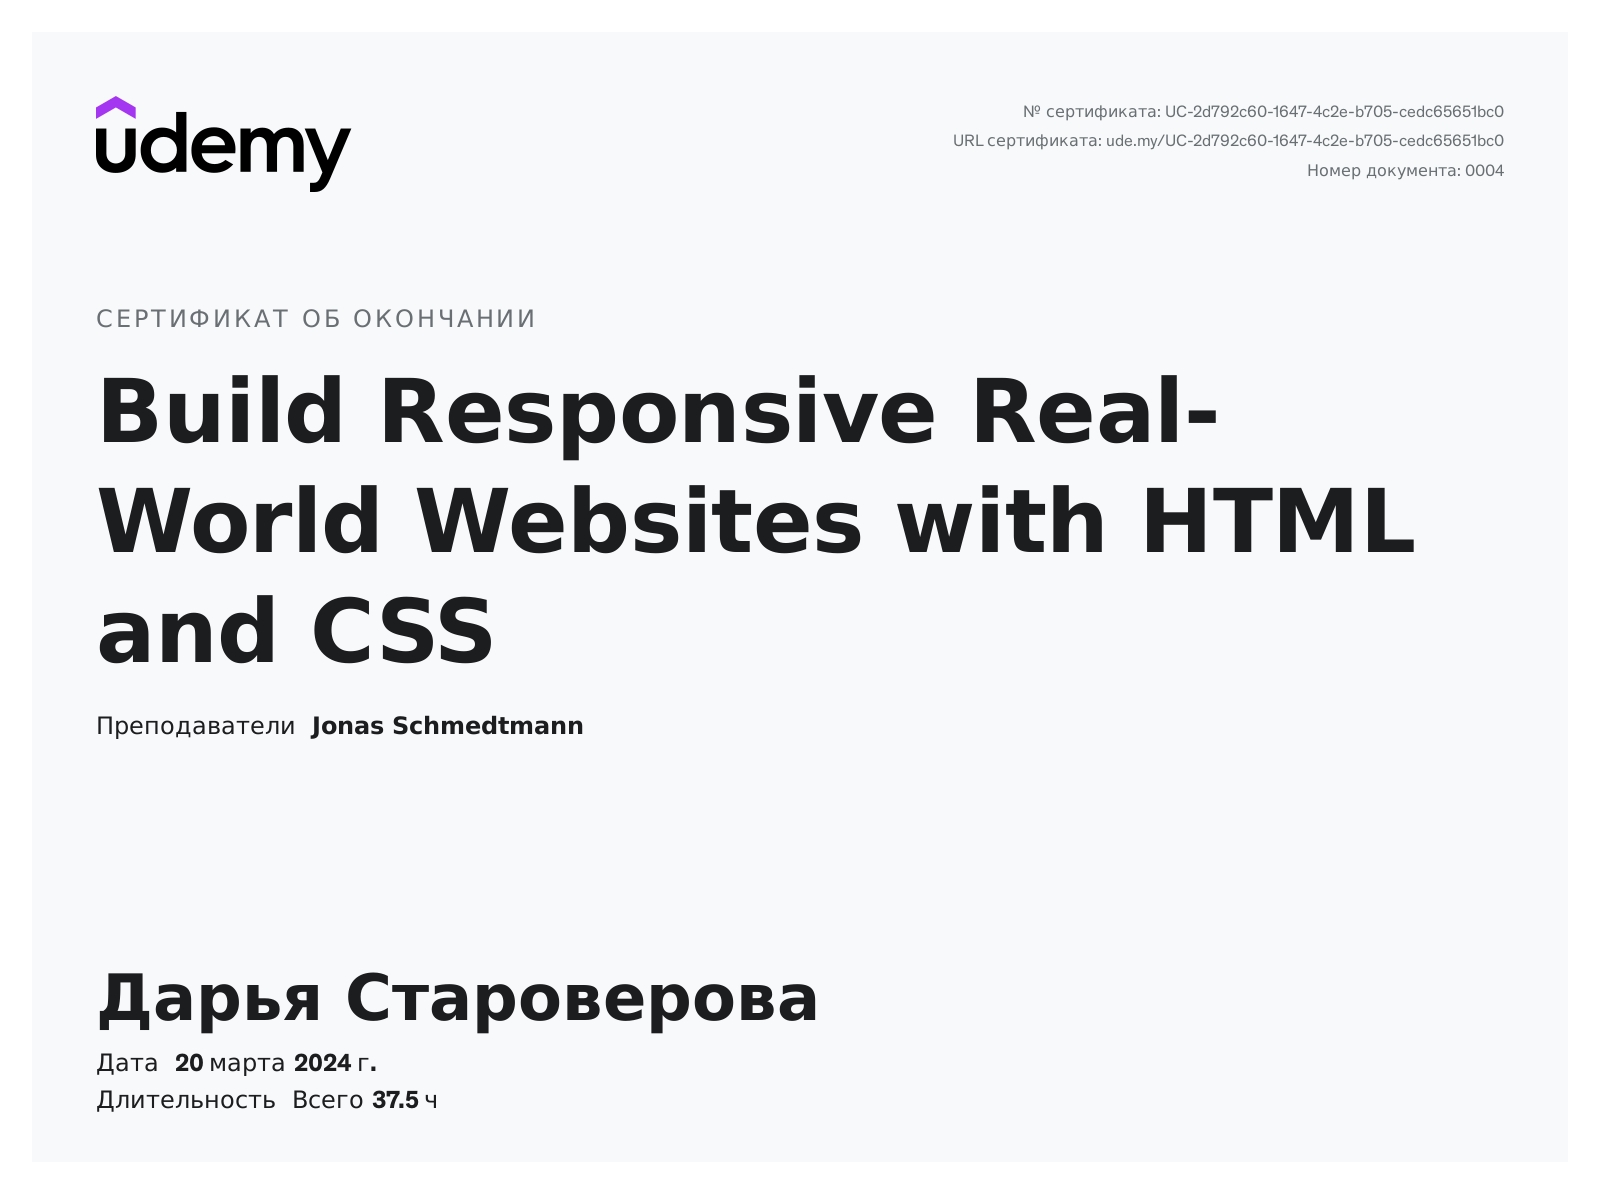 udemy
№ сертификата: UC-2d792c60-1647-4c2e-b705-cedc65651bc0
URL сертификата: ude.my/UC-2d792c60-1647-4c2e-b705-cedc65651bc0
Номер документа: 0004
СЕРТИФИКАТ ОБ ОКОНЧАНИИ
Build Responsive Real-
World Websites with HTML
and CSS
Преподаватели Jonas Schmedtmann
Дарья Староверова
Дата 20 марта 2024 г.
Длительность Всего 37.5 ч